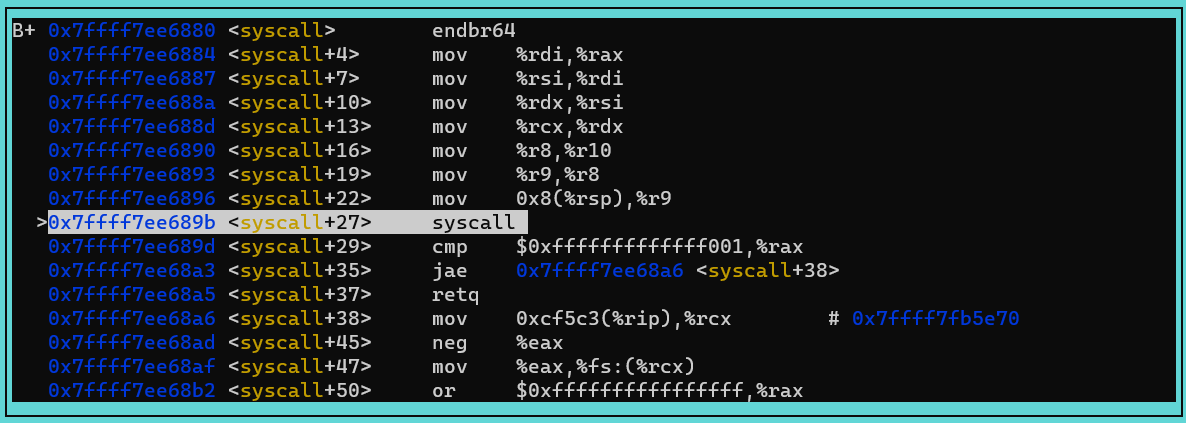 B+ 0x7ffff7ee6880 <syscall> endbr64
0x7ffff7ee6884 <syscall+4> mov %rdi,%rax
0x7ffff7ee6887 <syscall+7> mov %rsi,%rdi
0x7ffff7ee688a <syscall+10> mov %rdx,%rsi
0x7ffff7ee688d <syscall+13> mov %rcx,%rdx
0x7ffff7ee6890 <syscall+16> mov %r8,%r10
0x7ffff7ee6893 <syscall+19> mov %r9,%r8
0x7ffff7ee6896 <syscall+22> mov 0x8(%rsp),%r9
>0x7ffff7ee689b <syscall+27> syscall
0x7ffff7ee689d <syscall+29> cmp $0xfffffffffffff001,%rax
0x7ffff7ee68a3 <syscall+35> jae 0x7ffff7ee68a6 <syscall+38>
0x7ffff7ee68a5 <syscall+37> retq
0x7ffff7ee68a6 <syscall+38> mov 0xcf5c3(%rip),%rcx # 0x7ffff7fb5e70
0x7ffff7ee68ad <syscall+45> neg %eax
0x7ffff7ee68af <syscall+47> mov %eax,%fs:(%rcx)
0x7ffff7ee68b2 <syscall+50> or $0xffffffffffffffff,%rax